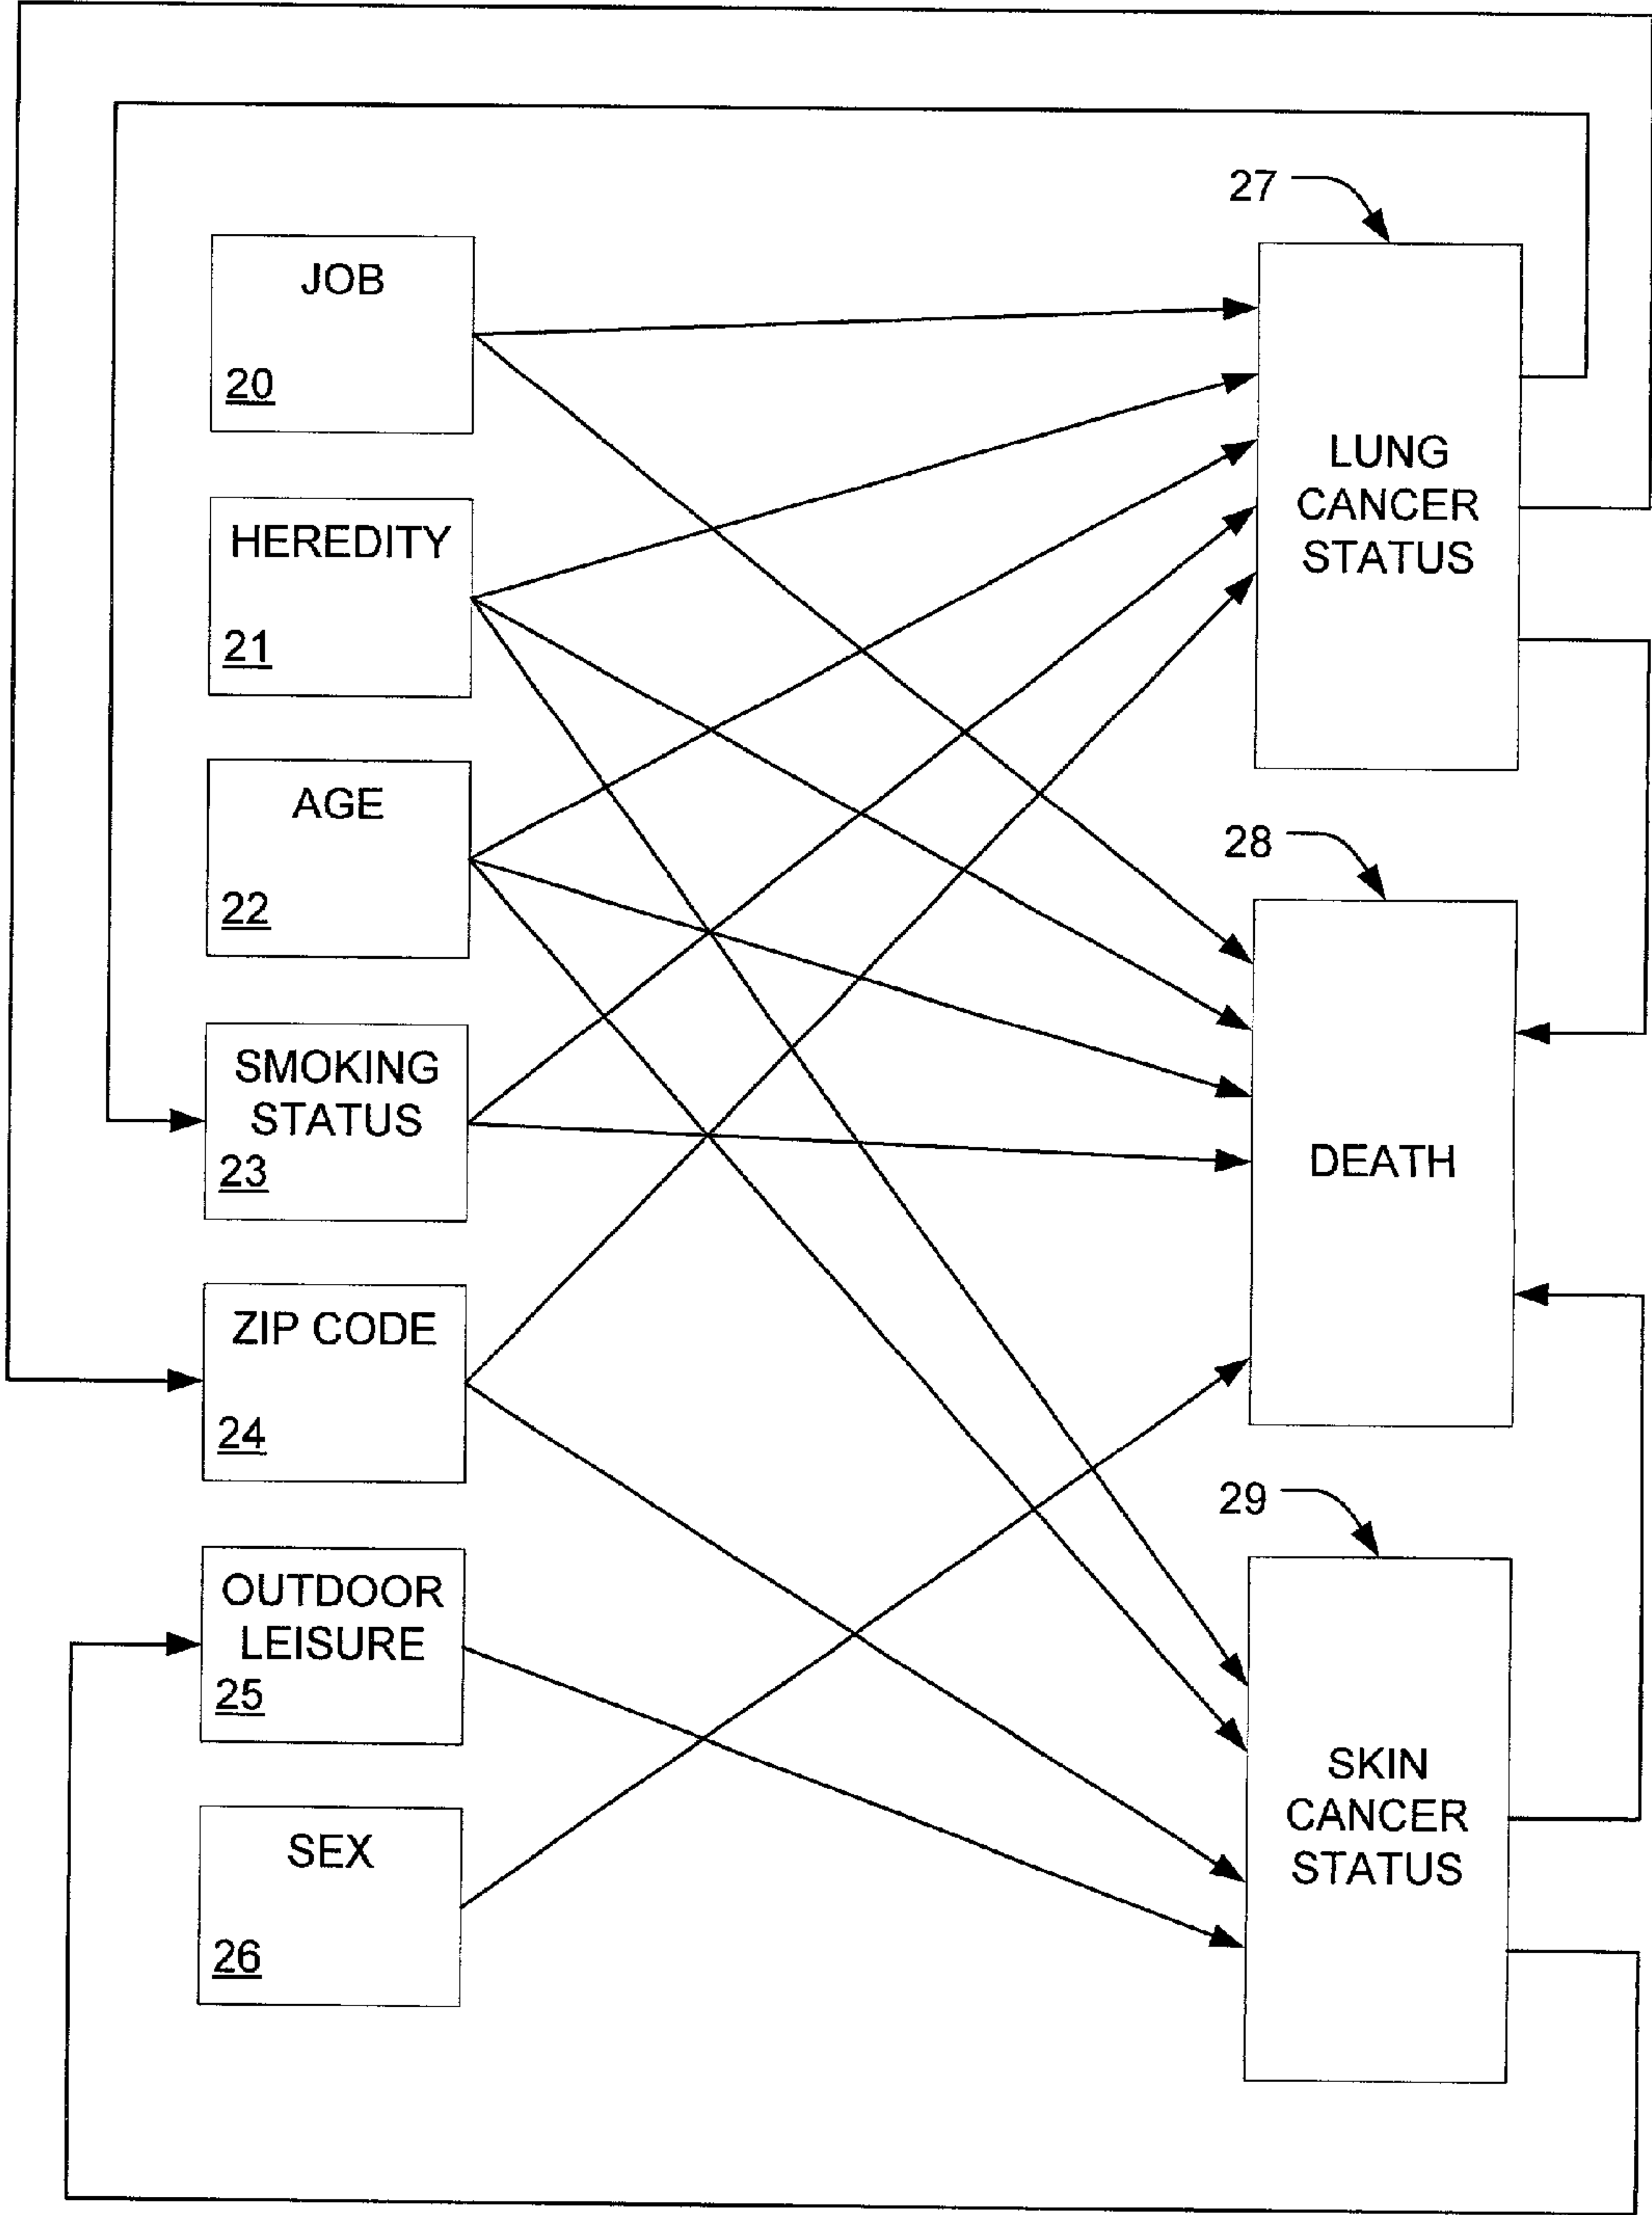 27
JOB
20
LUNG
CANCER
STATUS
HEREDITY
21
AGE
22
28
SMOKING
STATUS
23
DEATH
ZIP CODE
24
29
OUTDOOR
LEISURE
25
SKIN
CANCER
STATUS
SEX
26